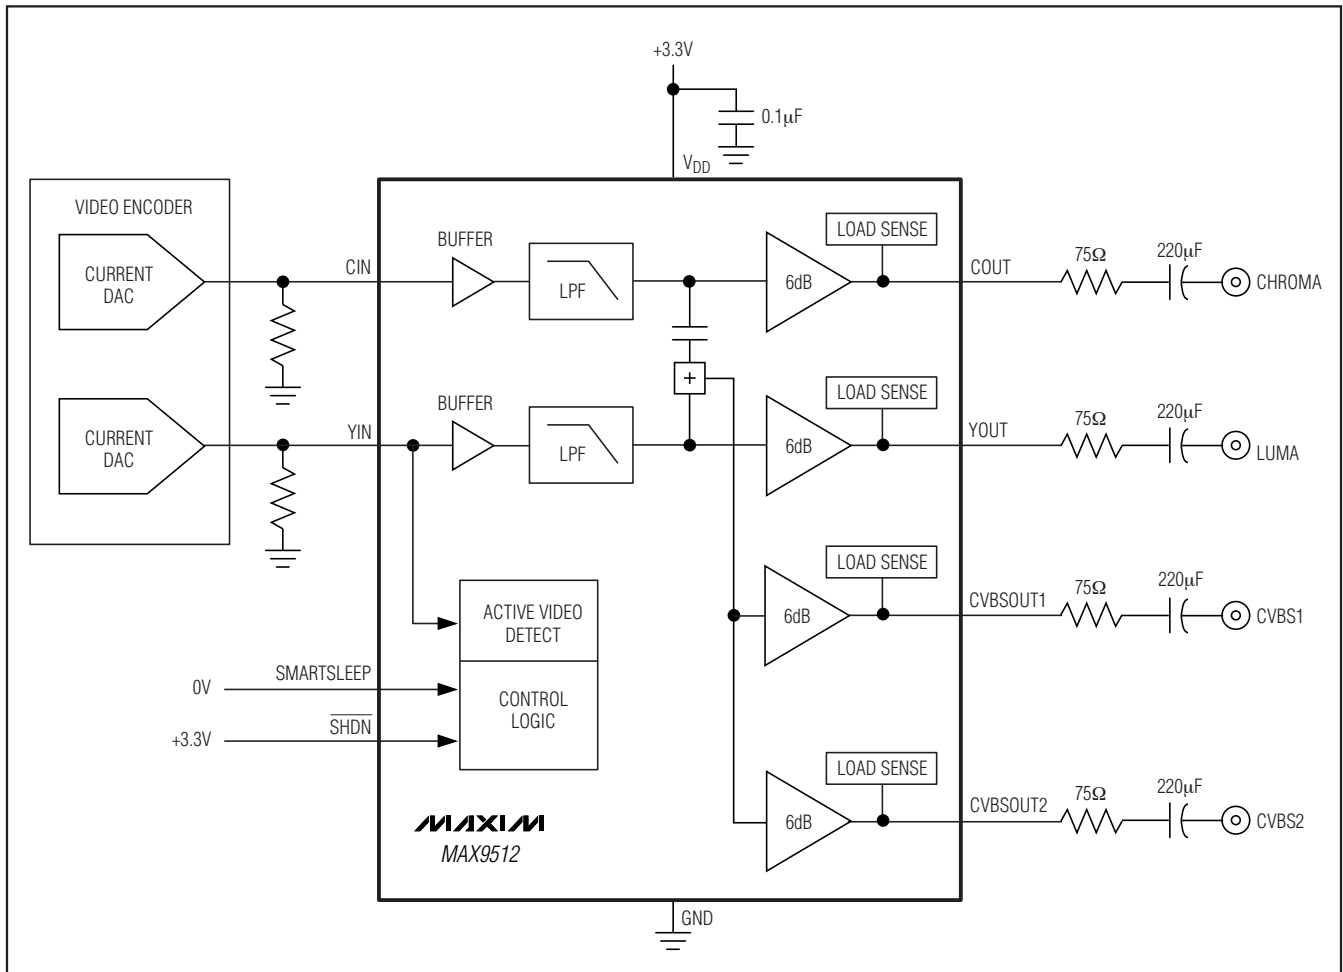 +3.3V
0.1µF
VDD
VIDEO ENCODER
CURRENT
DAC
CURRENT
DAC
CIN
YIN
BUFFER
LPF
BUFFER
LPF
+
6dB
LOAD SENSE
COUT
75Ω
220µF
CHROMA
6dB
LOAD SENSE
YOUT
75Ω
220µF
LUMA
6dB
LOAD SENSE
CVBSOUT1
75Ω
220µF
CVBS1
6dB
LOAD SENSE
CVBSOUT2
75Ω
220µF
CVBS2
ACTIVE VIDEO
DETECT
CONTROL
LOGIC
0V
SMARTSLEEP
+3.3V
SHDN
MAXIM
MAX9512
GND